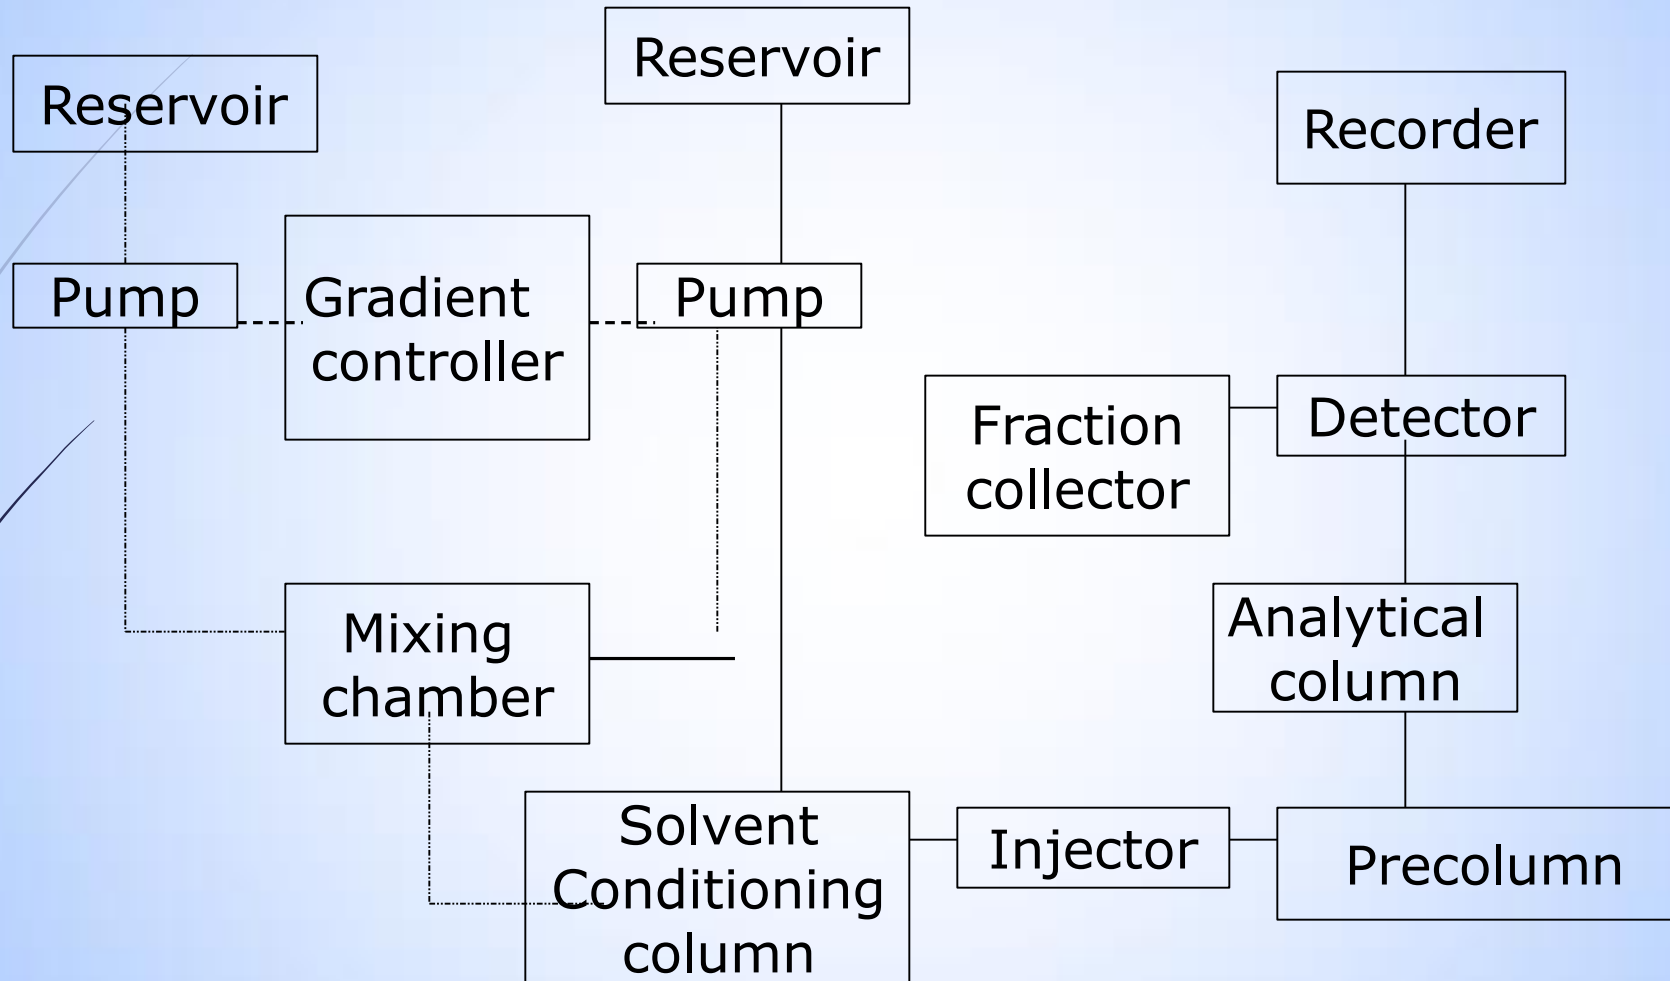 Reservoir
Reservoir
Recorder
Pump
Gradient
controller
Pump
Fraction
collector
Detector
Mixing
chamber
Analytical
column
Solvent
Conditioning
column
Injector
Precolumn